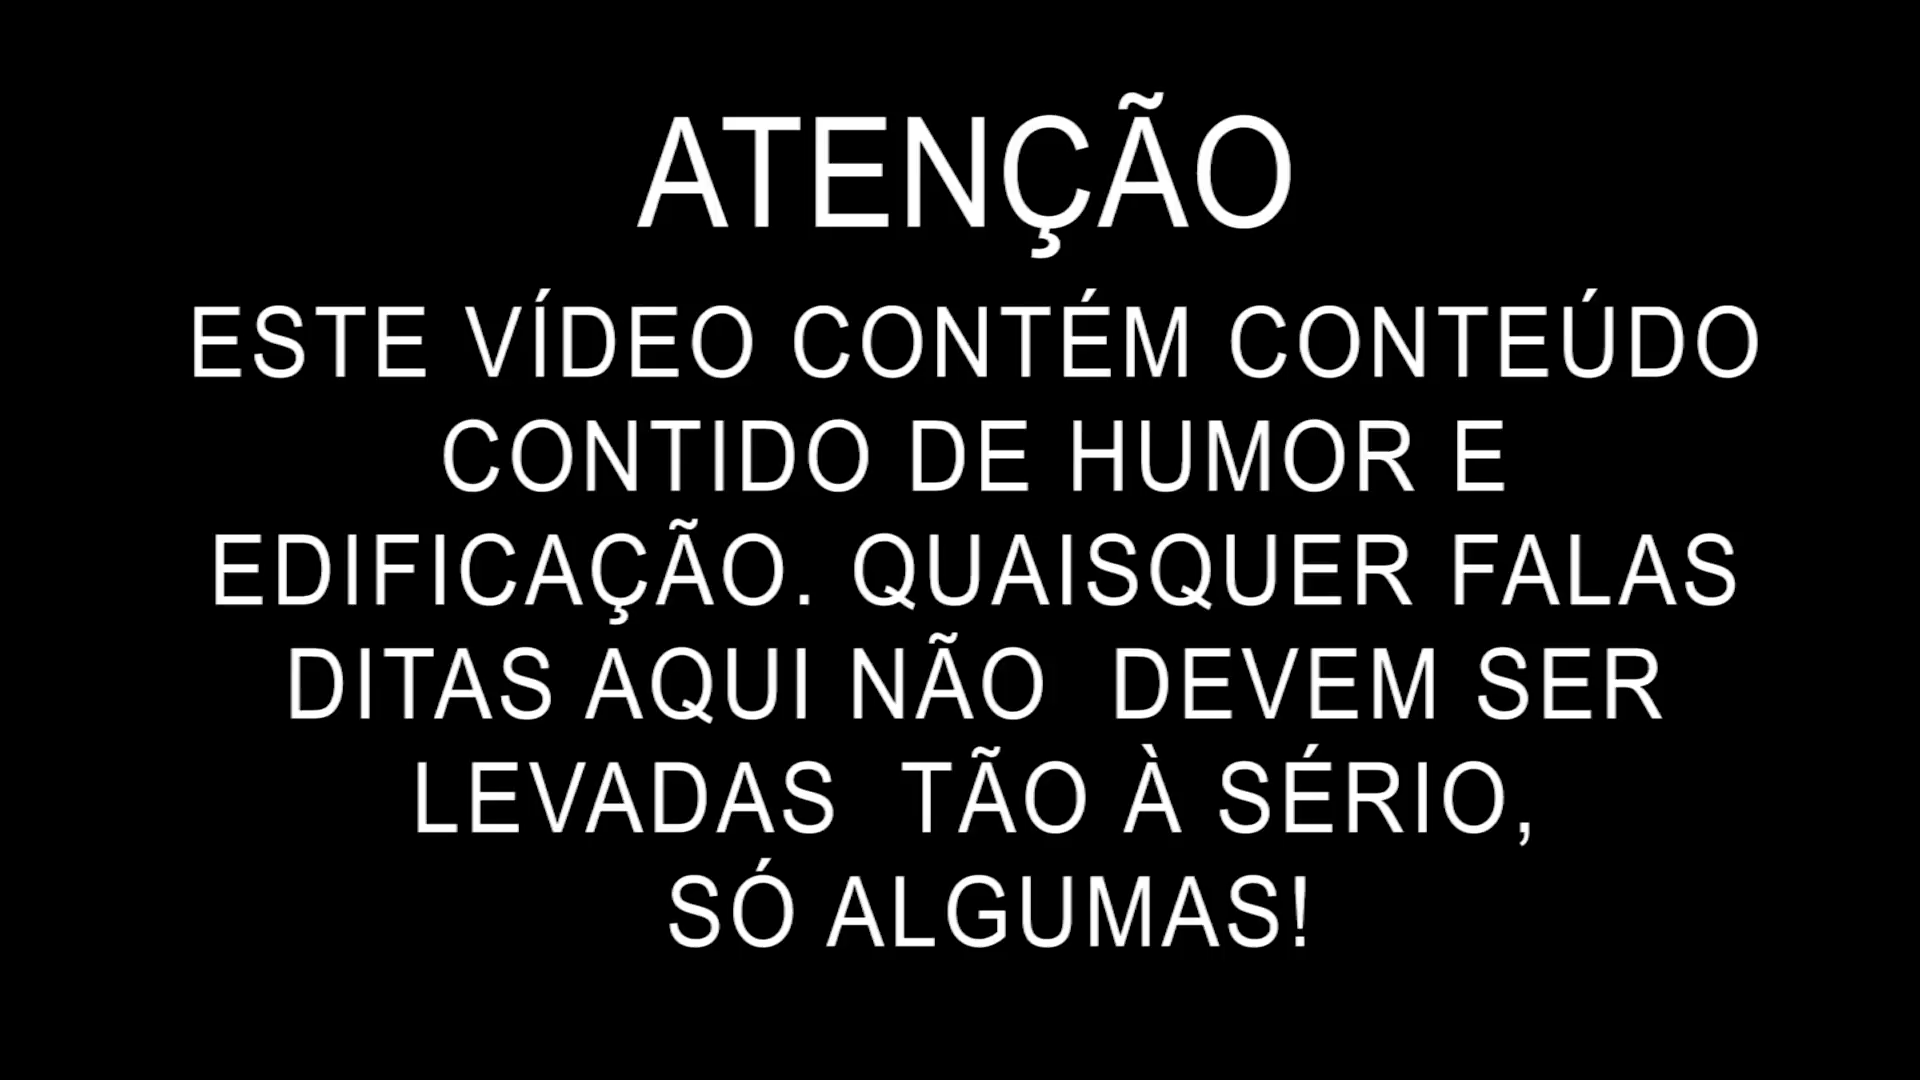 ATENÇÃO
ESTE VÍDEO CONTÉM CONTEÚDO
CONTIDO DE HUMOR E
EDIFICAÇÃO. QUAISQUER FALAS
DITAS AQUI NÃO DEVEM SER
LEVADAS TÃO À SÉRIO,
SÓ ALGUMAS!